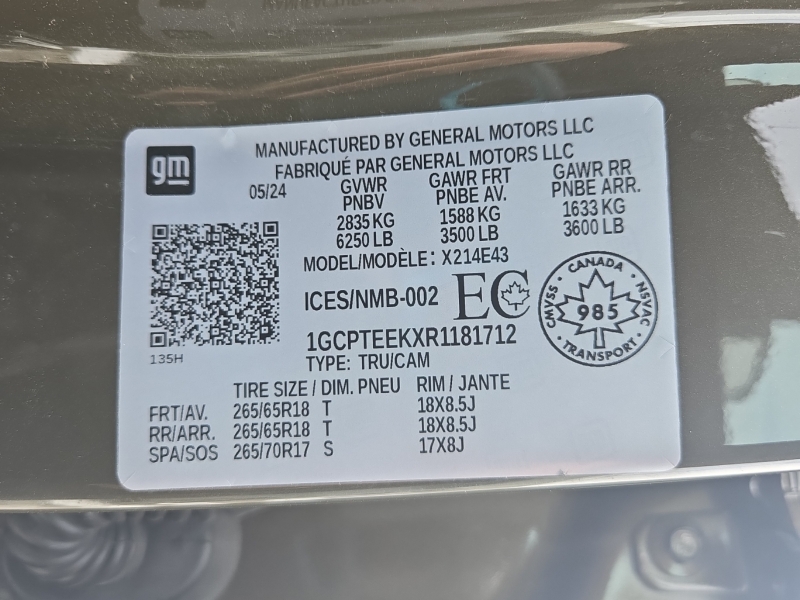 gm
MANUFACTURED BY GENERAL MOTORS LLC
FABRIQUÉ PAR GENERAL MOTORS LLC
05/24
GVWR
PNBV
2835 KG
6250 LB
GAWR FRT
PNBE AV.
1588 KG
3500 LB
GAWR RR
PNBE ARR.
1633 KG
3600 LB
MODEL/MODÈLE: X214E43
ICES/NMB-002
EC
CANADA
CMVSS
985
NSVAC
TRANSPORT
1GCPTEEKXR1181712
TYPE: TRU/CAM
135H
TIRE SIZE / DIM. PNEU RIM / JANTE
FRT/AV. 265/65R18 T 18X8.5J
RR/ARR. 265/65R18 T 18X8.5J
SPA/SOS 265/70R17 S 17X8J